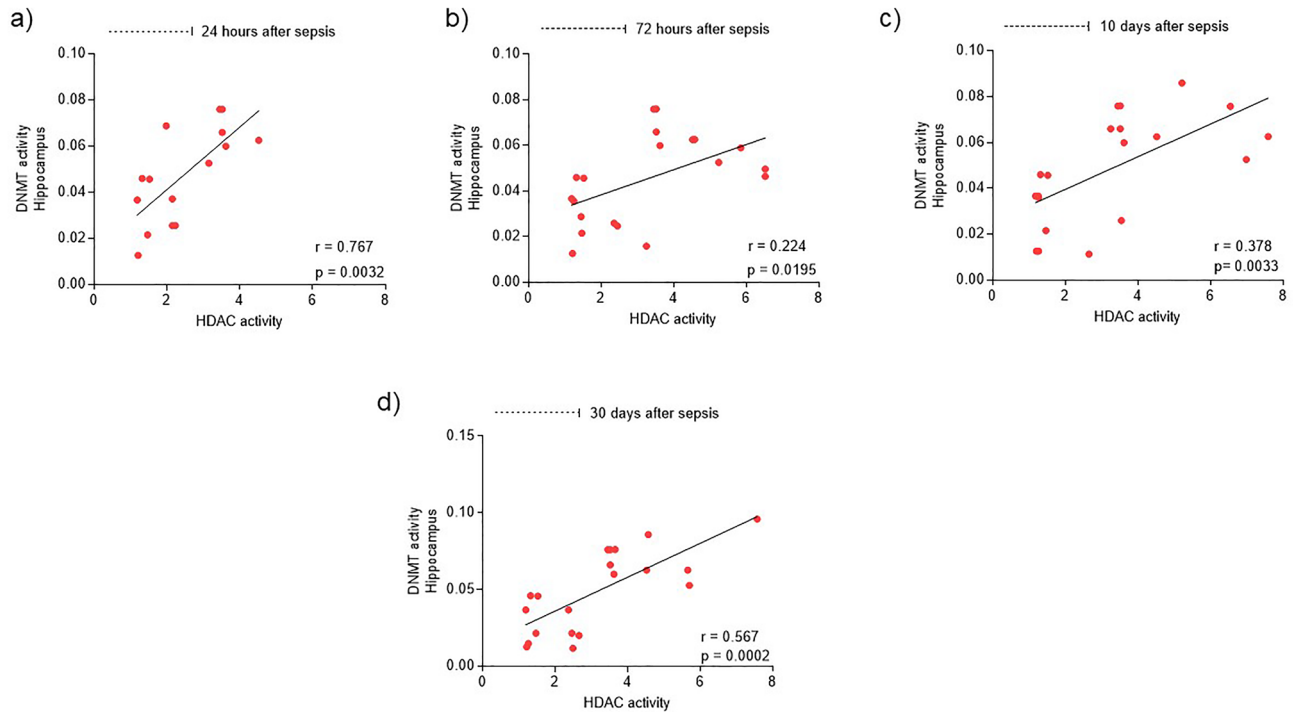 a)
24 hours after sepsis
0.10
0.08
0.06
0.04
0.02
0.00
DNMT activity
Hippocampus
r = 0.767
p = 0.0032
0 2 4 6 8
HDAC activity
b)
72 hours after sepsis
0.10
0.08
0.06
0.04
0.02
0.00
DNMT activity
Hippocampus
r = 0.224
p = 0.0195
0 2 4 6 8
HDAC activity
c)
10 days after sepsis
0.10
0.08
0.06
0.04
0.02
0.00
DNMT activity
Hippocampus
r = 0.378
p= 0.0033
0 2 4 6 8
HDAC activity
d)
30 days after sepsis
0.15
0.10
0.05
0.00
DNMT activity
Hippocampus
r = 0.567
p = 0.0002
0 2 4 6 8
HDAC activity